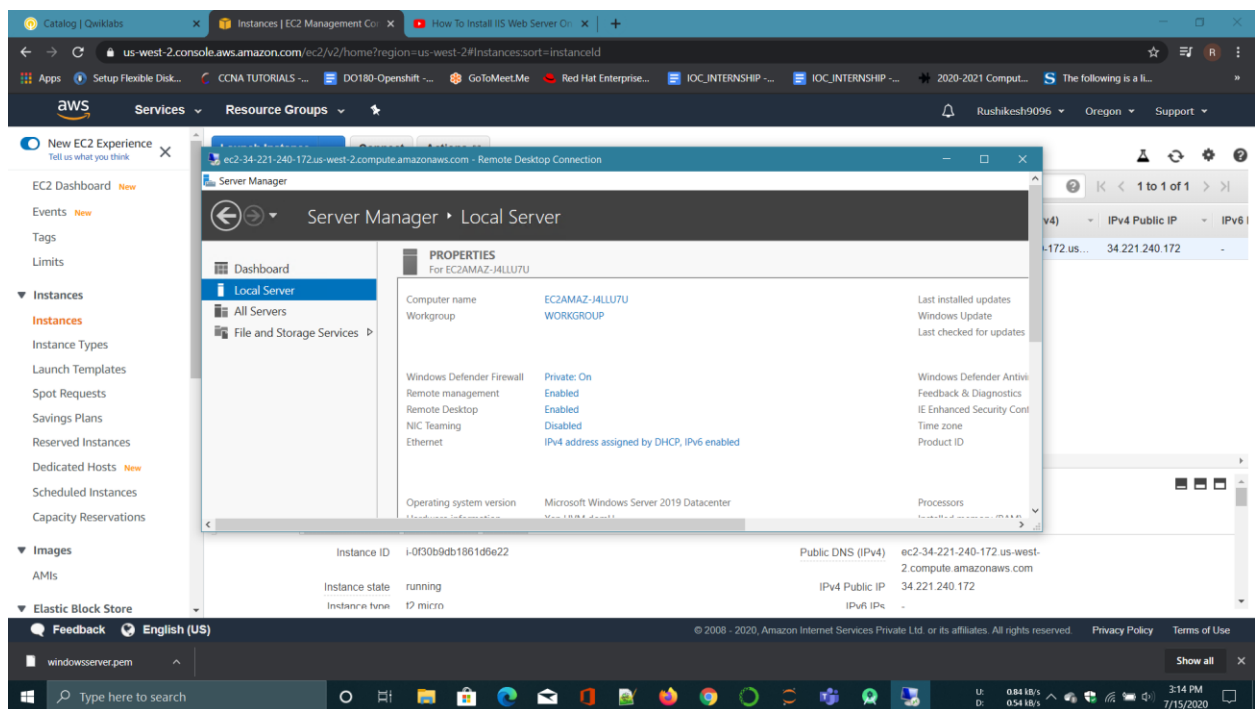 Catalog | Qwiklabs
Instances | EC2 Management Co
How To Install IIS Web Server On
us-west-2.console.aws.amazon.com/ec2/v2/home?region=us-west-2#Instances:sort=instanceId
R
Apps
Setup Flexible Disk...
CCNA TUTORIALS -...
DO180-Openshift -...
GoToMeet.Me
Red Hat Enterprise...
IOC_INTERNSHIP -...
IOC_INTERNSHIP -...
2020-2021 Comput...
The following is a li...
»
aws
Services
Resource Groups
Rushikesh9096
Oregon
Support
New EC2 Experience
Tell us what you think
EC2 Dashboard New
Events New
Tags
Limits
Instances
Instances
Instance Types
Launch Templates
Spot Requests
Savings Plans
Reserved Instances
Dedicated Hosts New
Scheduled Instances
Capacity Reservations
Images
AMIs
Elastic Block Store
1 to 1 of 1
v4)
IPv4 Public IP
IPv6
-172.us...
34.221.240.172
-
ec2-34-221-240-172.us-west-2.compute.amazonaws.com - Remote Desktop Connection
Server Manager
Server Manager
Local Server
Dashboard
Local Server
All Servers
File and Storage Services
PROPERTIES
For EC2AMAZ-J4LLU7U
Computer name EC2AMAZ-J4LLU7U
Workgroup WORKGROUP
Last installed updates
Windows Update
Last checked for updates
Windows Defender Firewall Private: On
Remote management Enabled
Remote Desktop Enabled
NIC Teaming Disabled
Ethernet IPv4 address assigned by DHCP, IPv6 enabled
Windows Defender Antivi
Feedback & Diagnostics
IE Enhanced Security Cont
Time zone
Product ID
Operating system version Microsoft Windows Server 2019 Datacenter
Processors
Instance ID i-0f30b9db1861d6e22
Instance state running
Instance type t2.micro
Public DNS (IPv4) ec2-34-221-240-172.us-west-
2.compute.amazonaws.com
IPv4 Public IP 34.221.240.172
IPv6 IPs -
Feedback
English (US)
© 2008 - 2020, Amazon Internet Services Private Ltd. or its affiliates. All rights reserved.
Privacy Policy
Terms of Use
windowsserver.pem
Show all
Type here to search
U: 0.84 kB/s
D: 0.54 kB/s
3:14 PM
7/15/2020